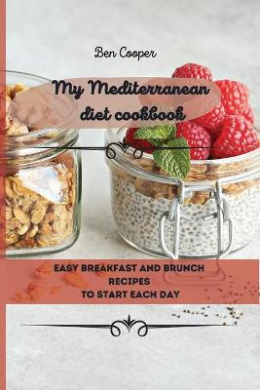 Ben Cooper
My Mediterranean
diet cookbook
EASY BREAKFAST AND BRUNCH
RECIPES
TO START EACH DAY